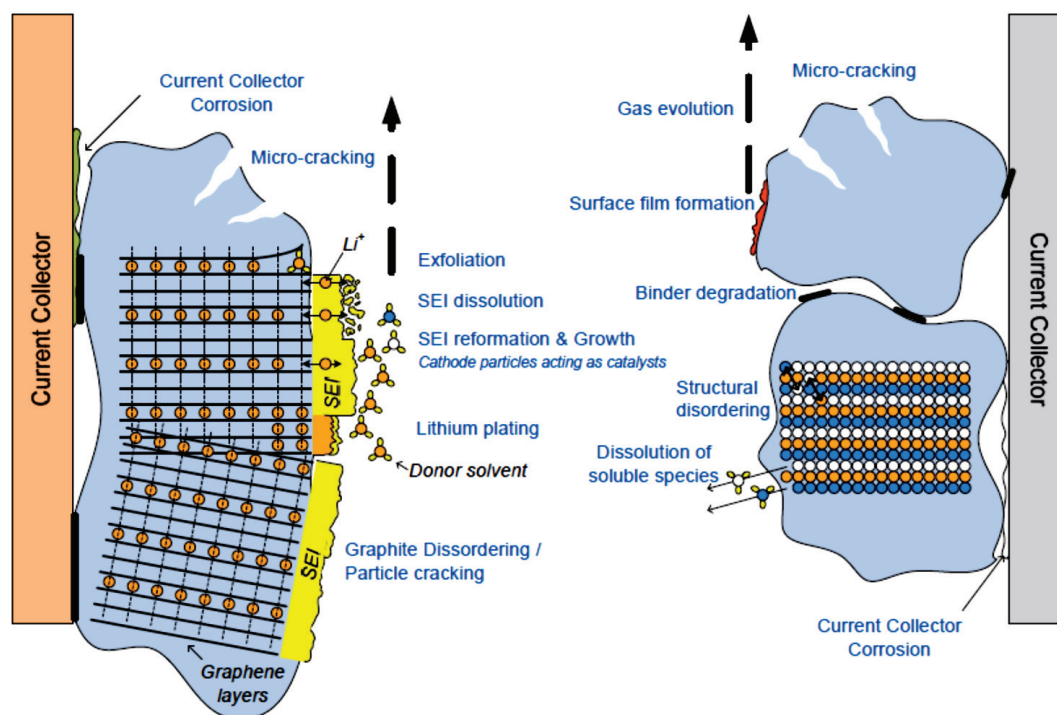 Current Collector
Corrosion
Micro-cracking
Li+
Exfoliation
SEI dissolution
SEI reformation & Growth
Cathode particles acting as catalysts
SEI
Lithium plating
Donor solvent
SEI
Graphite Dissordering /
Particle cracking
Graphene
layers
Current Collector
Micro-cracking
Gas evolution
Surface film formation
Binder degradation
Structural
disordering
Dissolution of
soluble species
Current Collector
Corrosion
Current Collector